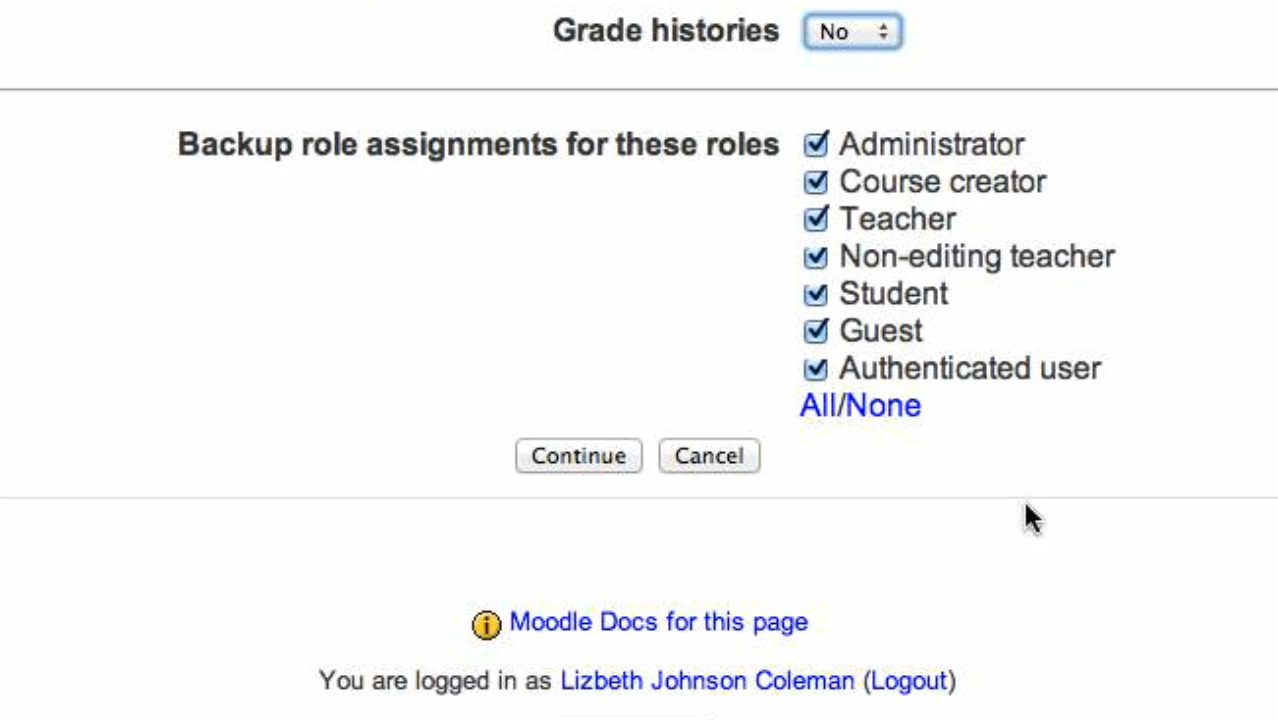 Grade histories No
Backup role assignments for these roles Administrator
Course creator
Teacher
Non-editing teacher
Student
Guest
Authenticated user
All/None
Continue Cancel
Moodle Docs for this page
You are logged in as Lizbeth Johnson Coleman (Logout)